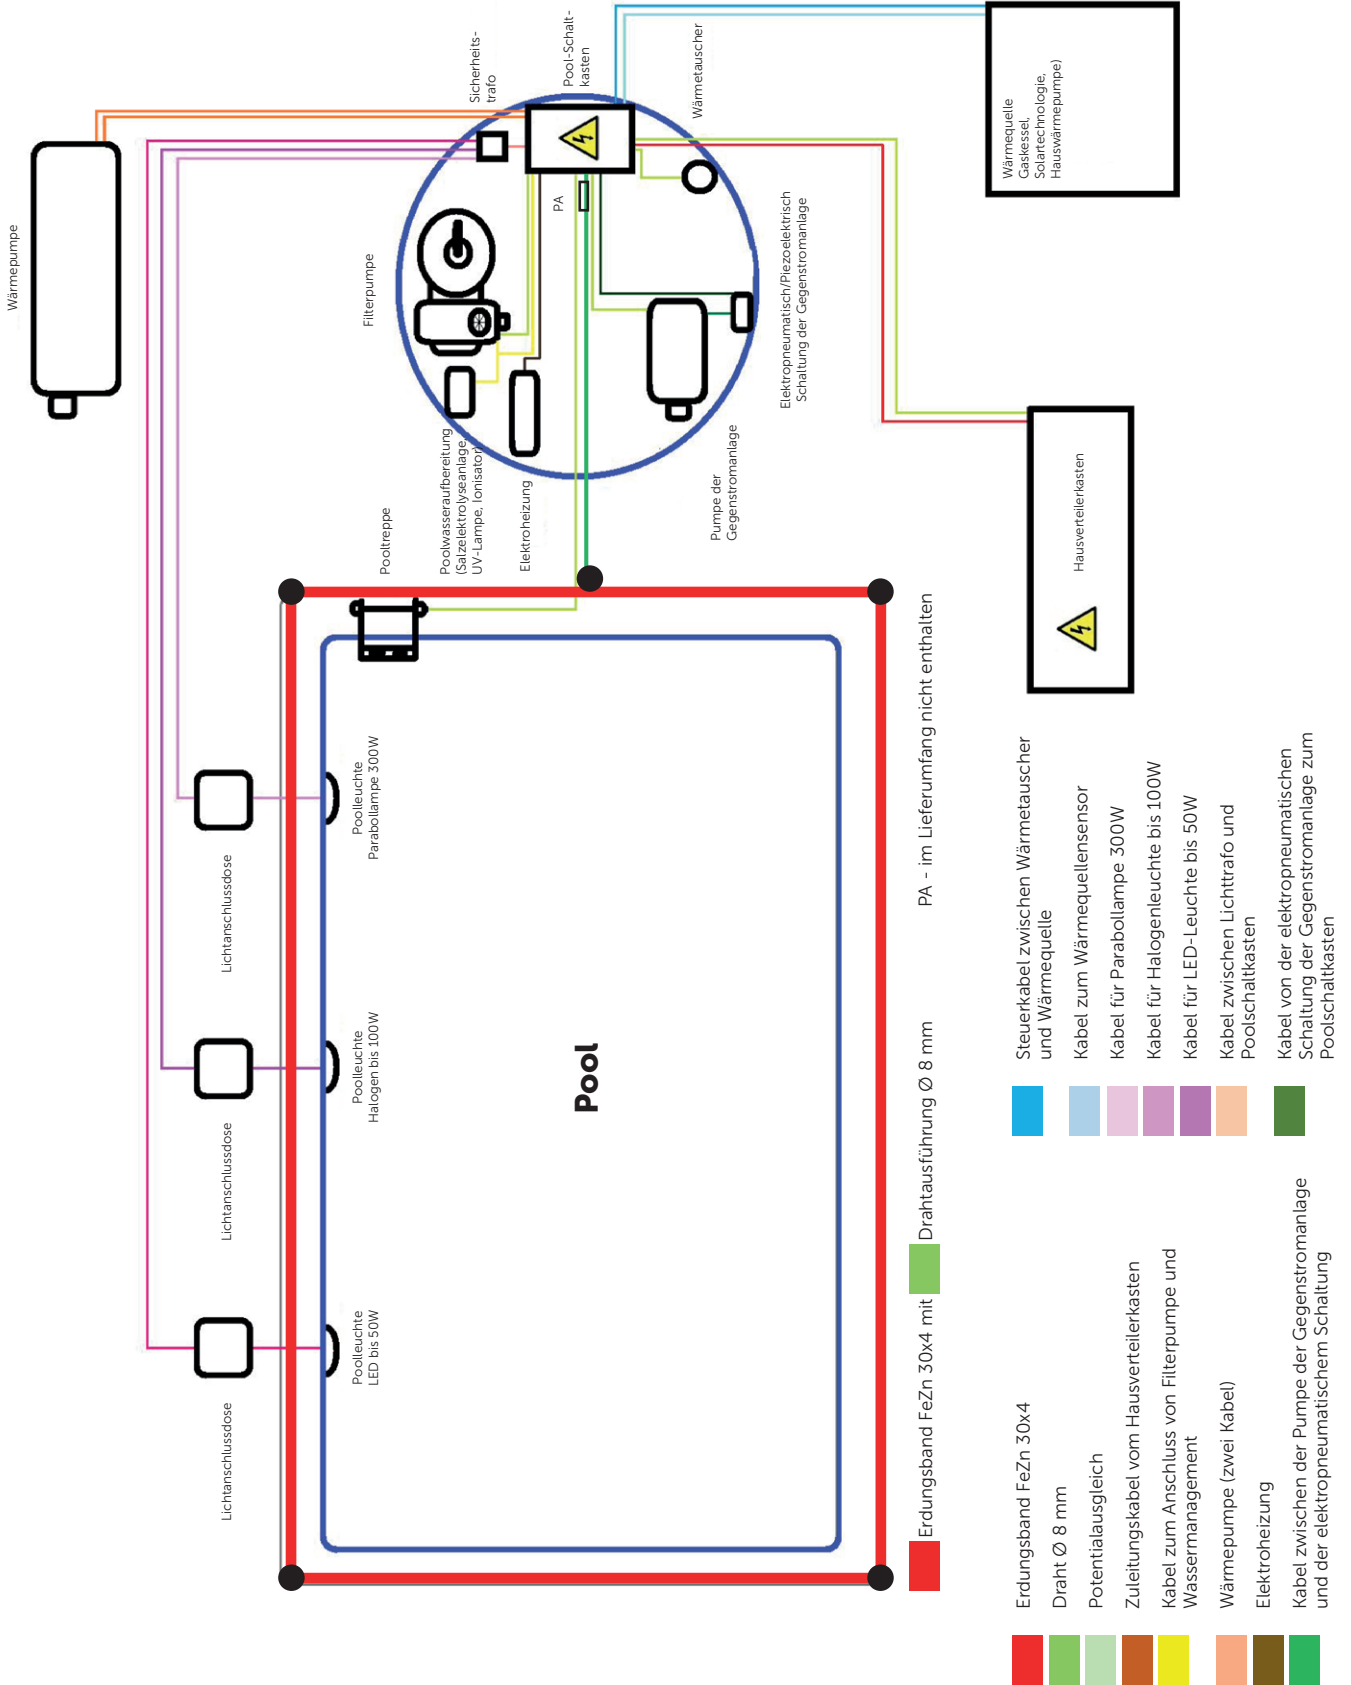 Wärmepumpe
Lichtanschlussdose
Lichtanschlussdose
Lichtanschlussdose
Poolleuchte
LED bis 50W
Poolleuchte
Halogen bis 100W
Poolleuchte
Parabollampe 300W
Pooltreppe
Filterpumpe
Poolwasseraufbereitung
(Salzelektrolyseanlage,
UV-Lampe, Ionisator)
Elektroheizung
Sicherheits-
trafo
Pool-Schalt-
kasten
PA
Wärmetauscher
Pumpe der
Gegenstromanlage
Elektropneumatisch/Piezoelektrisch
Schaltung der Gegenstromanlage
Wärmequelle
Gaskessel,
Solartechnologie,
Hauswärmepumpe)
Hausverteilerkasten
Pool
Erdungsband FeZn 30x4 mit
Drahtausführung Ø 8 mm
PA - im Lieferumfang nicht enthalten
Erdungsband FeZn 30x4
Draht Ø 8 mm
Potentialausgleich
Zuleitungskabel vom Hausverteilerkasten
Kabel zum Anschluss von Filterpumpe und
Wassermanagement
Wärmepumpe (zwei Kabel)
Elektroheizung
Kabel zwischen der Pumpe der Gegenstromanlage
und der elektropneumatischem Schaltung
Steuerkabel zwischen Wärmetauscher
und Wärmequelle
Kabel zum Wärmequellensensor
Kabel für Parabollampe 300W
Kabel für Halogenleuchte bis 100W
Kabel für LED-Leuchte bis 50W
Kabel zwischen Lichttrafo und
Poolschaltkasten
Kabel von der elektropneumatischen
Schaltung der Gegenstromanlage zum
Poolschaltkasten